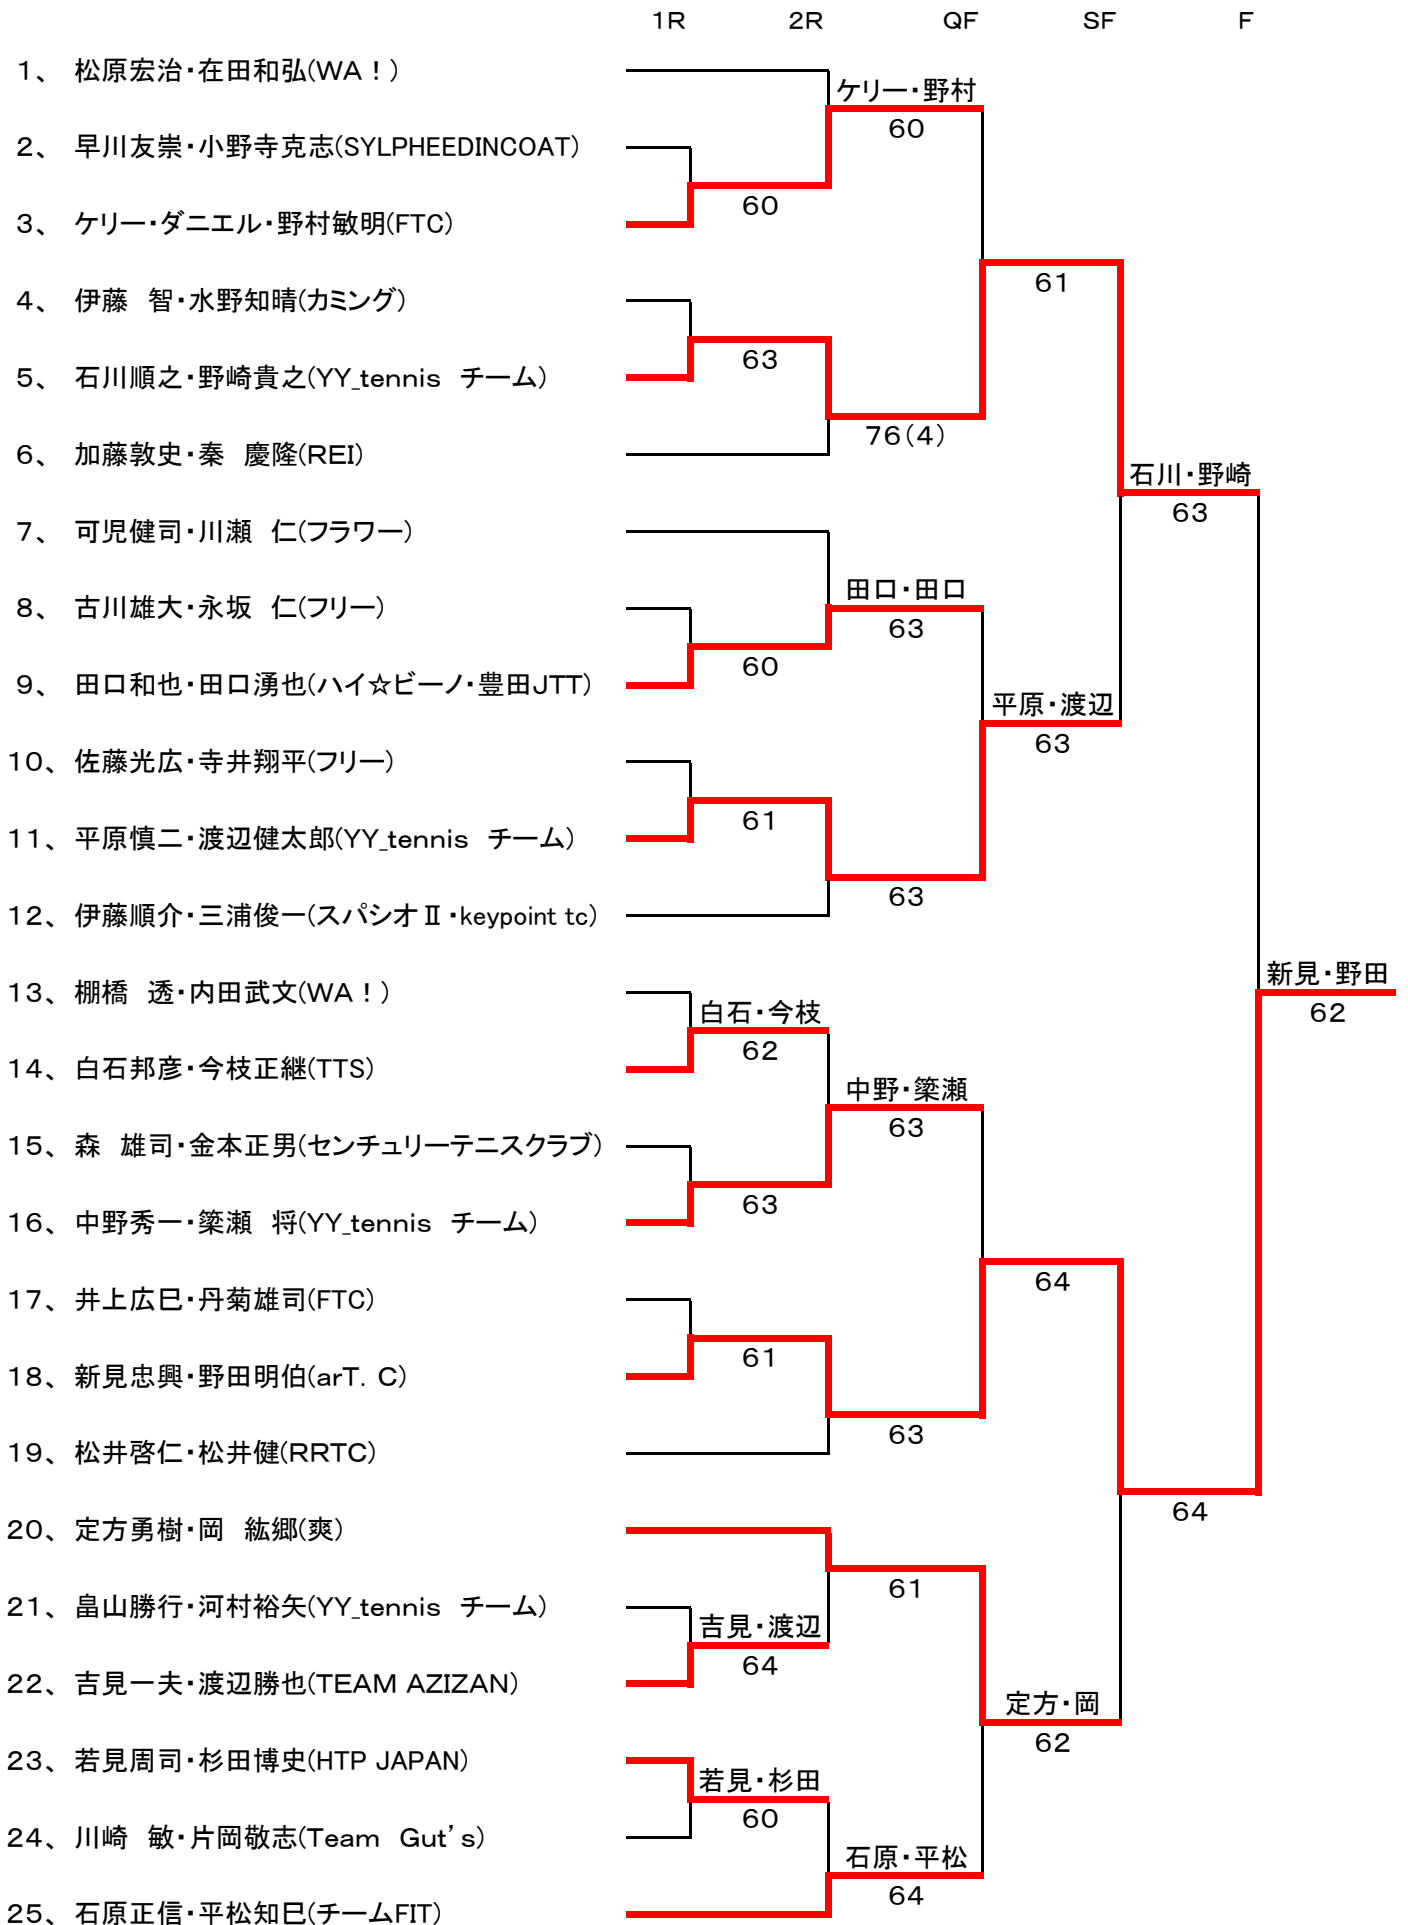 1R 2R QF SF F
1、 松原宏治・在田和弘(WA！)
ケリー・野村
60
2、 早川友崇・小野寺克志(SYLPHEEDINCOAT)
60
3、 ケリー・ダニエル・野村敏明(FTC)
61
4、 伊藤　智・水野知晴(カミング)
63
5、 石川順之・野崎貴之(YY_tennis　チーム)
76(4)
6、 加藤敦史・秦　慶隆(REI)
石川・野崎
63
7、 可児健司・川瀬　仁(フラワー)
田口・田口
63
8、 古川雄大・永坂　仁(フリー)
60
9、 田口和也・田口湧也(ハイ☆ビーノ・豊田JTT)
平原・渡辺
63
10、 佐藤光広・寺井翔平(フリー)
61
11、 平原慎二・渡辺健太郎(YY_tennis　チーム)
63
12、 伊藤順介・三浦俊一(スパシオⅡ・keypoint tc)
新見・野田
62
13、 棚橋　透・内田武文(WA！)
白石・今枝
62
14、 白石邦彦・今枝正継(TTS)
中野・簗瀬
63
15、 森　雄司・金本正男(センチュリーテニスクラブ)
63
16、 中野秀一・簗瀬　将(YY_tennis　チーム)
64
17、 井上広巳・丹菊雄司(FTC)
61
18、 新見忠興・野田明伯(arT．C)
63
19、 松井啓仁・松井健(RRTC)
64
20、 定方勇樹・岡　紘郷(爽)
61
21、 畠山勝行・河村裕矢(YY_tennis　チーム)
吉見・渡辺
64
22、 吉見一夫・渡辺勝也(TEAM AZIZAN)
定方・岡
62
23、 若見周司・杉田博史(HTP JAPAN)
若見・杉田
60
24、 川崎　敏・片岡敬志(Team　Gut’s)
石原・平松
64
25、 石原正信・平松知巳(チームFIT)